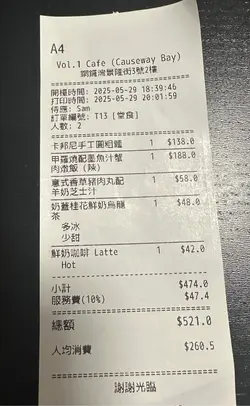 A4
Vol.1 Cafe (Causeway Bay)
銅鑼灣景隆街3號2樓
開檯時間: 2025-05-29 18:39:46
打印時間: 2025-05-29 20:01:59
侍應: Sam
訂單編號: T13 [堂食]
人數: 2
卡邦尼手工圓粗麵 1 $138.0
甲羅燒配墨魚汁蟹 1 $188.0
肉燉飯 (辣)
意式香草豬肉丸配 1 $58.0
羊奶芝士汁
奶蓋桂花鮮奶烏龍 1 $48.0
茶
多冰
少甜
鮮奶咖啡 Latte 1 $42.0
Hot
小計 $474.0
服務費(10%) $47.4
總額 $521.0
人均消費 $260.5
謝謝光臨